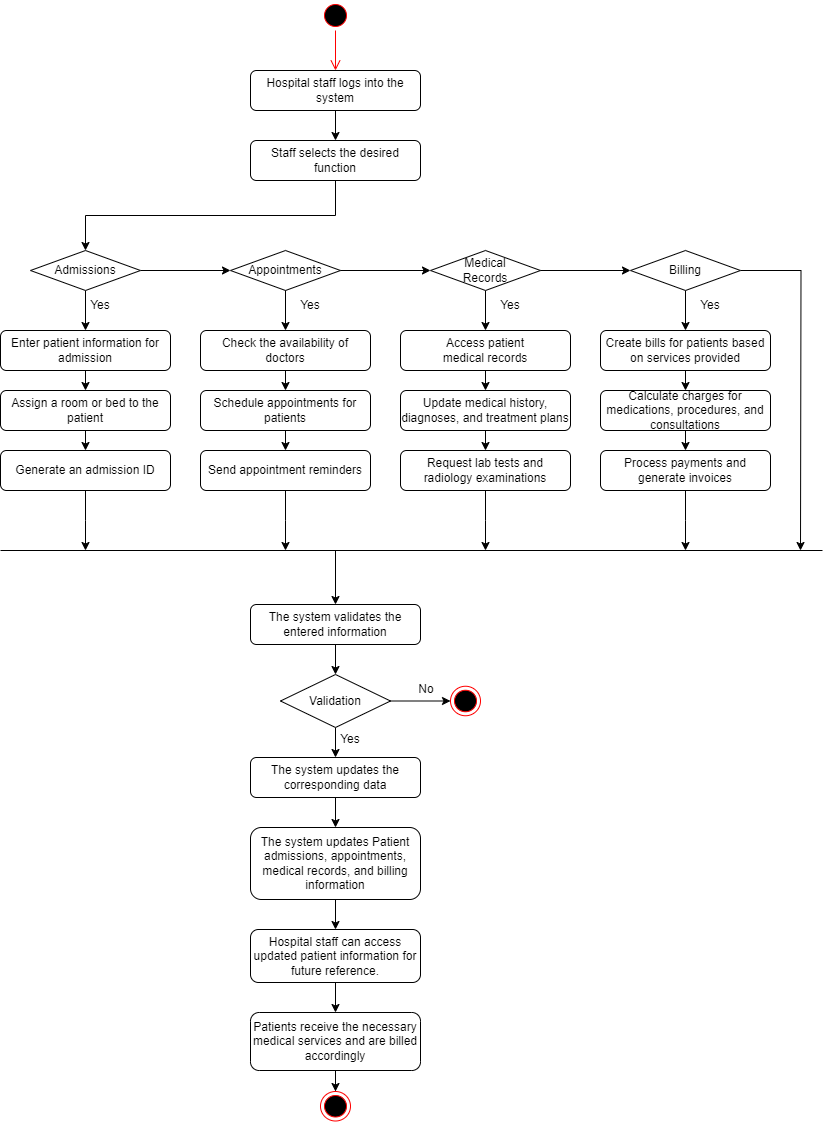 Hospital staff logs into the
system
Staff selects the desired
function
Admissions
Appointments
Medical
Records
Billing
Yes
Yes
Yes
Yes
Enter patient information for
admission
Check the availability of
doctors
Access patient
medical records
Create bills for patients based
on services provided
Assign a room or bed to the
patient
Schedule appointments for
patients
Update medical history,
diagnoses, and treatment plans
Calculate charges for
medications, procedures, and
consultations
Generate an admission ID
Send appointment reminders
Request lab tests and
radiology examinations
Process payments and
generate invoices
The system validates the
entered information
Validation
No
Yes
The system updates the
corresponding data
The system updates Patient
admissions, appointments,
medical records, and billing
information
Hospital staff can access
updated patient information for
future reference.
Patients receive the necessary
medical services and are billed
accordingly